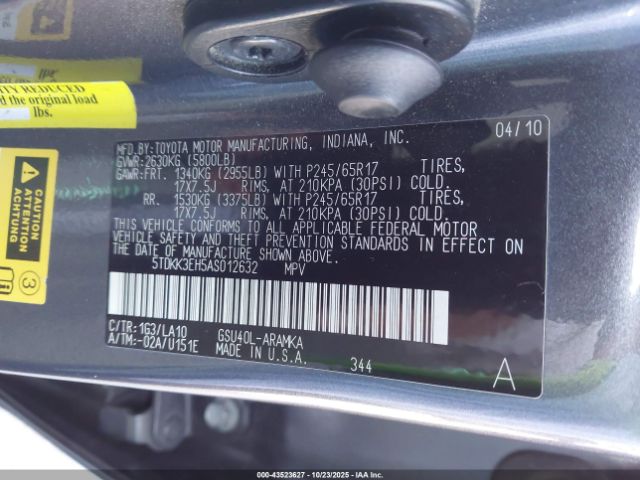 the original load
lbs.
CAUTION
ATTENTION
ACHTUNG
3
MFD.BY:TOYOTA MOTOR MANUFACTURING, INDIANA, INC. 04/10
GVWR:2630KG (5800LB)
GAWR:FRT. 1340KG (2955LB) WITH P245/65R17 TIRES,
17X7.5J RIMS, AT 210KPA (30PSI) COLD.
RR. 1530KG (3375LB) WITH P245/65R17 TIRES,
17X7.5J RIMS, AT 210KPA (30PSI) COLD.
THIS VEHICLE CONFORMS TO ALL APPLICABLE FEDERAL MOTOR
VEHICLE SAFETY AND THEFT PREVENTION STANDARDS IN EFFECT ON
THE DATE OF MANUFACTURE SHOWN ABOVE.
5TDKK3EH5AS012632 MPV
C/TR:1G3/LA10 GSU40L-ARAMKA
A/TM:-02A/U151E MADE IN U.S.A. 344 A
000-43523627 - 10/23/2025 - IAAI.COM